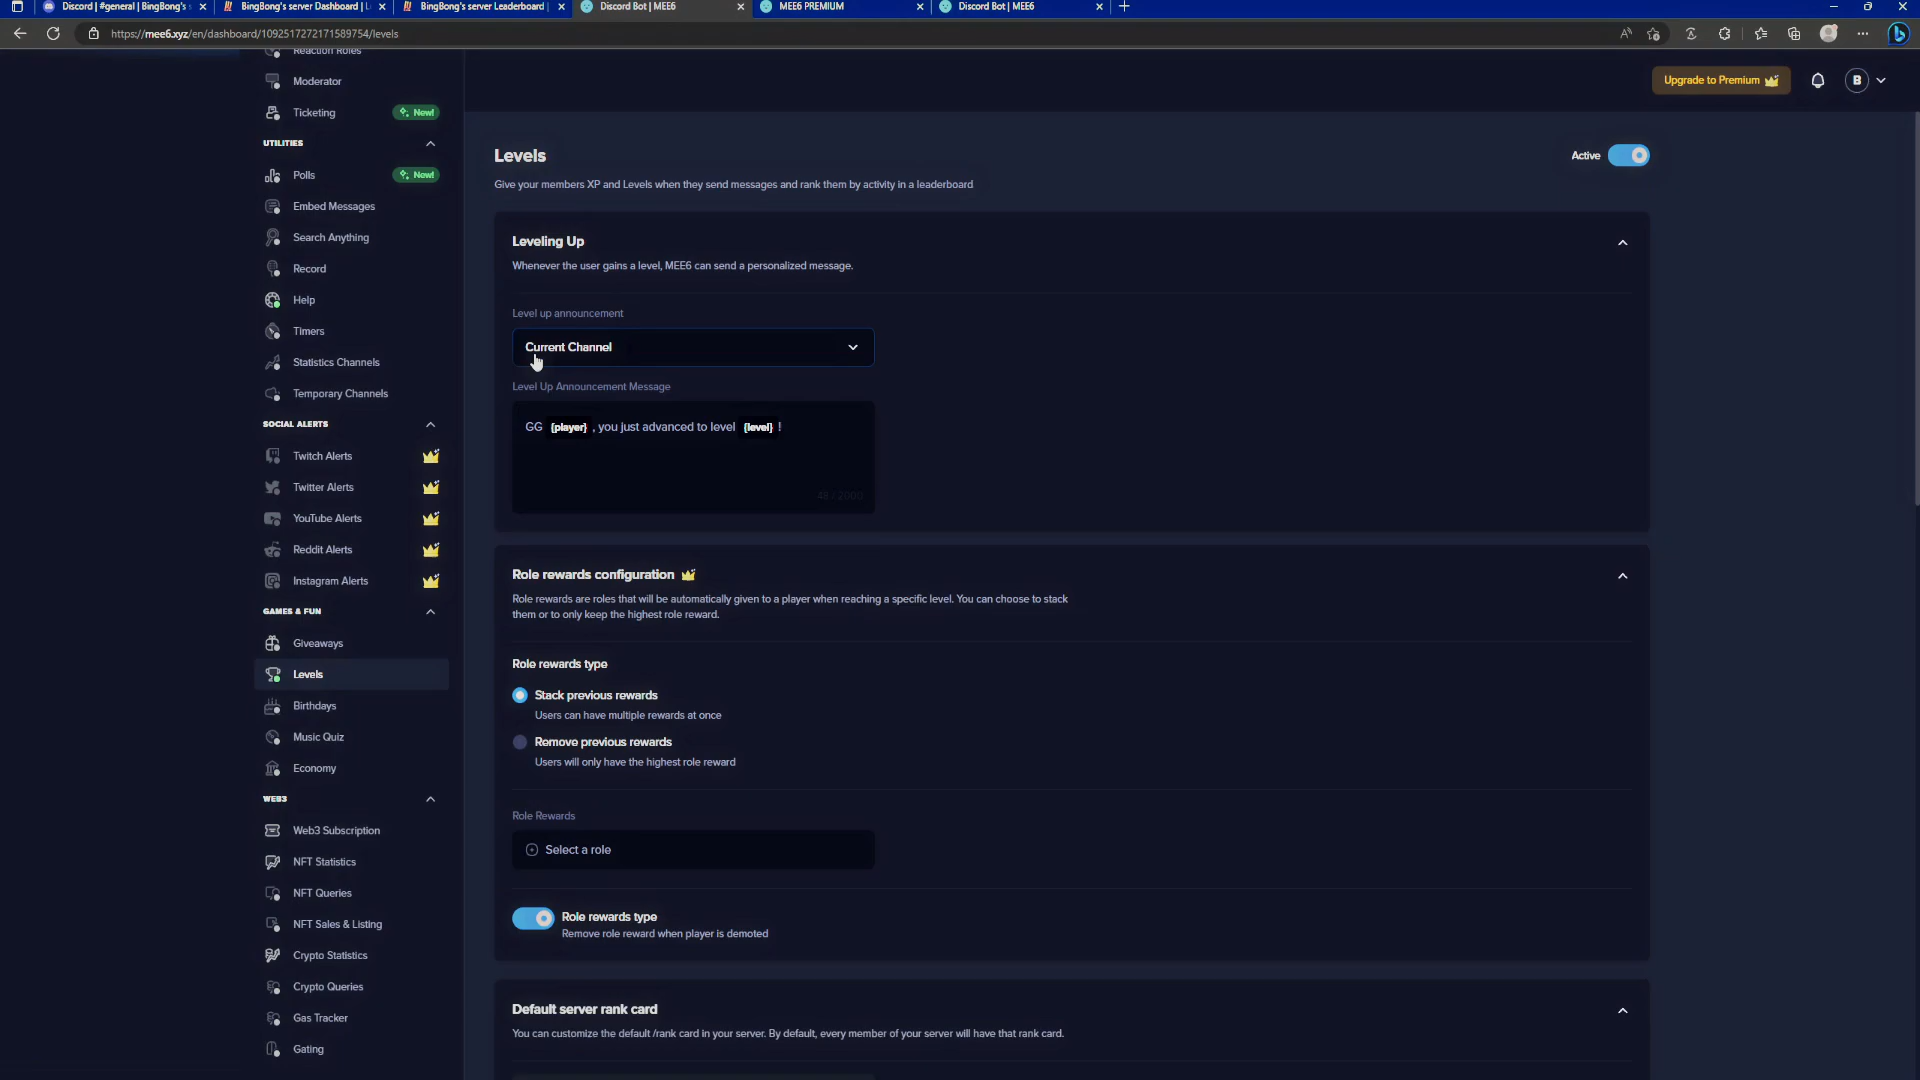 Discord | #general | BingBong's s
BingBong's server Dashboard | L
BingBong's server Leaderboard |
Discord Bot | MEE6
MEE6 PREMIUM
Discord Bot | MEE6
https://mee6.xyz/en/dashboard/1092517272171589754/levels
Upgrade to Premium
B
Reaction Roles
Moderator
Ticketing New!
UTILITIES
Polls New!
Embed Messages
Search Anything
Record
Help
Timers
Statistics Channels
Temporary Channels
SOCIAL ALERTS
Twitch Alerts
Twitter Alerts
YouTube Alerts
Reddit Alerts
Instagram Alerts
GAMES & FUN
Giveaways
Levels
Birthdays
Music Quiz
Economy
WEB3
Web3 Subscription
NFT Statistics
NFT Queries
NFT Sales & Listing
Crypto Statistics
Crypto Queries
Gas Tracker
Gating
Levels
Active
Give your members XP and Levels when they send messages and rank them by activity in a leaderboard
Leveling Up
Whenever the user gains a level, MEE6 can send a personalized message.
Level up announcement
Current Channel
Level Up Announcement Message
GG {player} , you just advanced to level {level} !
48 / 2000
Role rewards configuration
Role rewards are roles that will be automatically given to a player when reaching a specific level. You can choose to stack
them or to only keep the highest role reward.
Role rewards type
Stack previous rewards
Users can have multiple rewards at once
Remove previous rewards
Users will only have the highest role reward
Role Rewards
Select a role
Role rewards type
Remove role reward when player is demoted
Default server rank card
You can customize the default /rank card in your server. By default, every member of your server will have that rank card.